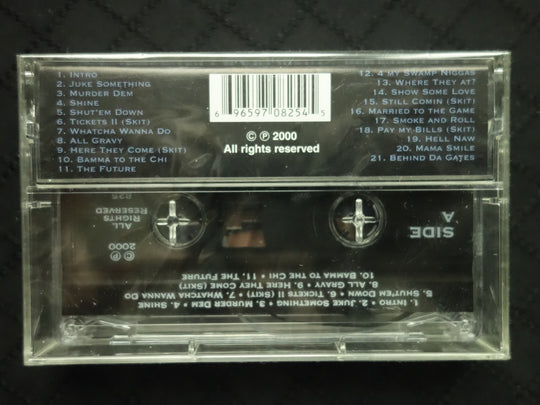 1. Intro
2. Juke Something
3. Murder Dem
4. Shine
5. Shut'em Down
6. Tickets II (Skit)
7. Whatcha Wanna Do
8. All Gravy
9. Here They Come (Skit)
10. Bamma to the Chi
11. The Future
6 96597 08254 5
© ℗ 2000
All rights reserved
12. 4 my Swamp Niggas
13. Where They At?
14. Show Some Love
15. Still Comin (Skit)
16. Married to the Game
17. Smoke and Roll
18. Pay my Bills (Skit)
19. Hell Naw
20. Mama Smile
21. Behind Da Gates
SIDE
A
2000
ALL
RIGHTS
RESERVED
1. Intro • 2. Juke Something • 3. Murder Dem • 4. Shine
5. Shut'em Down • 6. Tickets II (Skit) • 7. Whatcha Wanna Do
8. All Gravy • 9. Here They Come (Skit)
10. Bamma to the Chi • 11. The Future